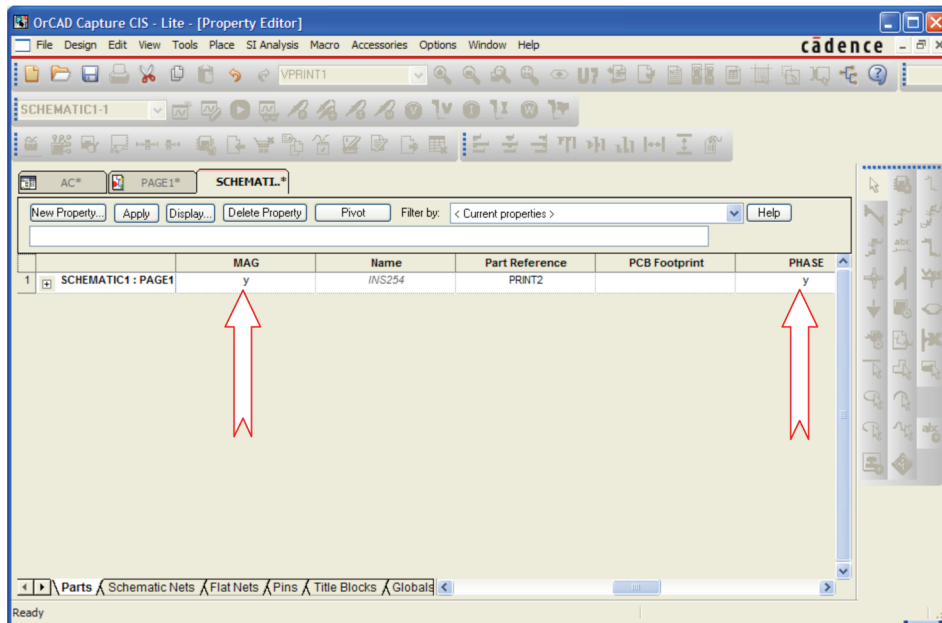 OrCAD Capture CIS - Lite - [Property Editor]
File Design Edit View Tools Place SI Analysis Macro Accessories Options Window Help cādence
VPRINT1 U?
SCHEMATIC1-1
AC* PAGE1* SCHEMATI..*
New Property... Apply Display... Delete Property Pivot Filter by: < Current properties > Help
MAG Name Part Reference PCB Footprint PHASE
1 SCHEMATIC1 : PAGE1 y INS254 PRINT2 y
Parts Schematic Nets Flat Nets Pins Title Blocks Globals
Ready